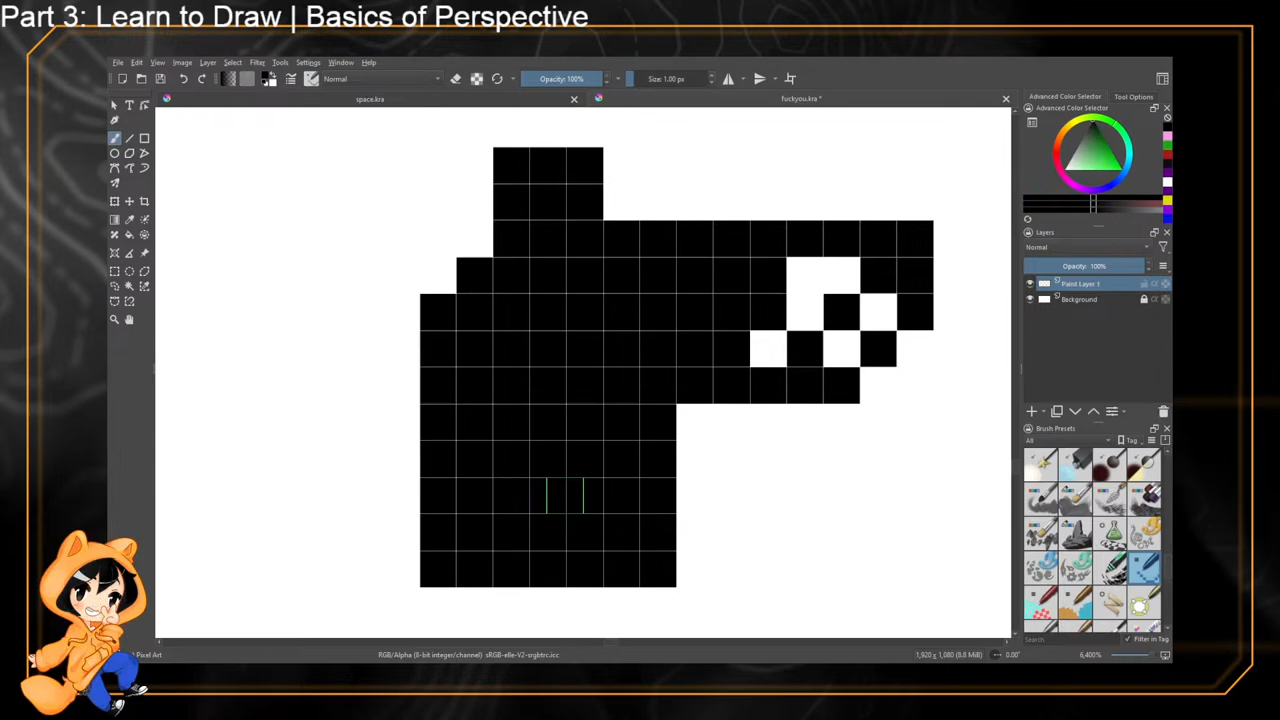 Part 3: Learn to Draw | Basics of Perspective
File Edit View Image Layer Select Filter Tools Settings Window Help
Normal Opacity: 100% Size: 1.00 px
space.kra fuckyou.kra *
Advanced Color Selector Tool Options
Advanced Color Selector
Layers
Normal
Opacity: 100%
Paint Layer 1
Background
Brush Presets
All Tag
Search Filter in Tag
Pixel Art RGB/Alpha (8-bit integer/channel) sRGB-elle-V2-srgbtrc.icc 1,920 x 1,080 (8.8 MiB) 0.00° 6,400%